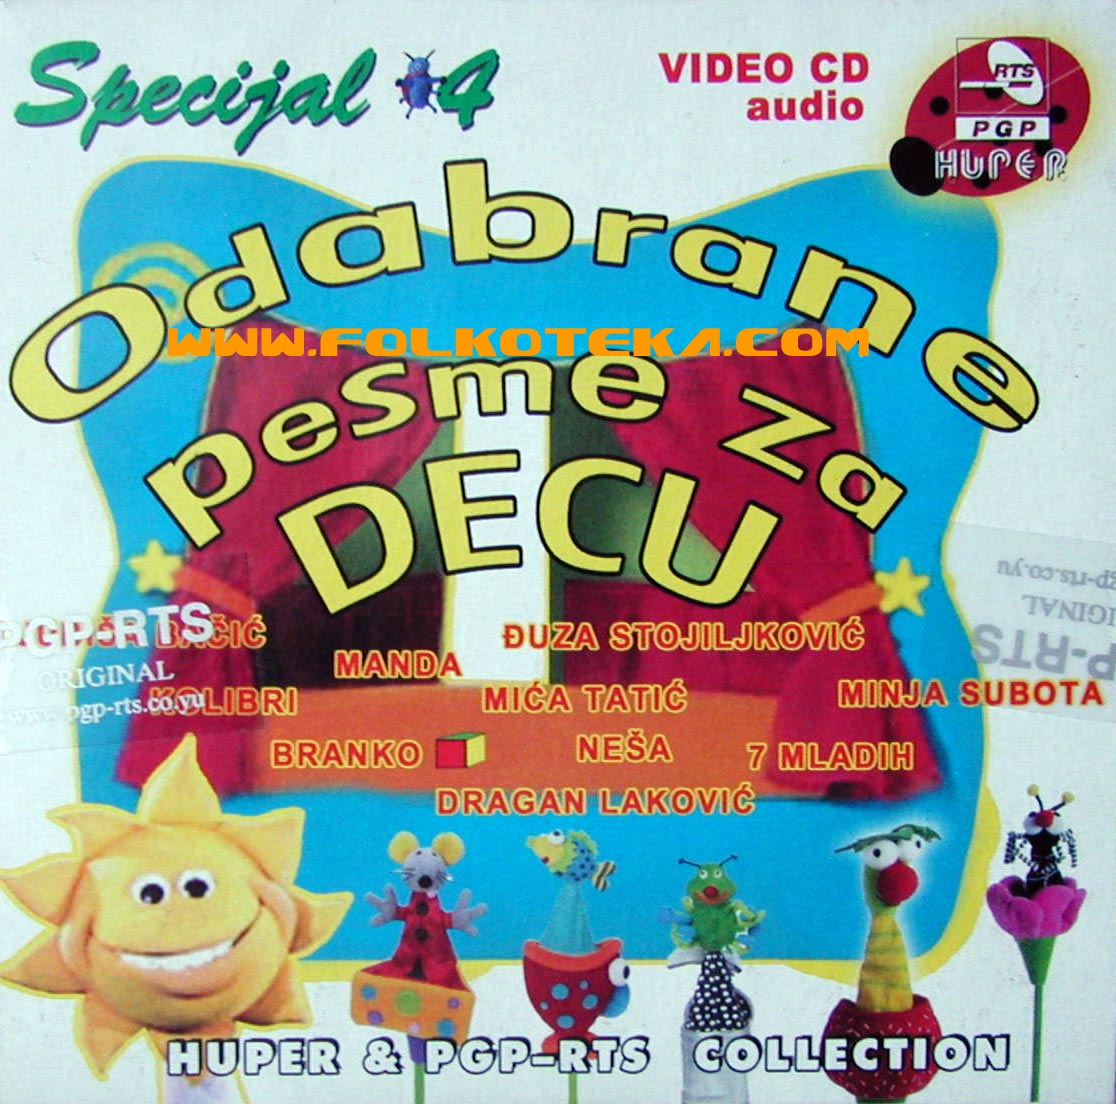 Specijal 4
VIDEO CD
audio
RTS
PGP
HUPER
Odabrane
WWW.FOLKOTEKA.COM
pesme za
DECU
PGP-RTS
ORIGINAL
www.pgp-rts.co.yu
ĐUZA STOJILJKOVIĆ
MANDA
KOLIBRI
MIĆA TATIĆ
MINJA SUBOTA
BRANKO
NEŠA
7 MLADIH
DRAGAN LAKOVIĆ
HUPER & PGP-RTS COLLECTION